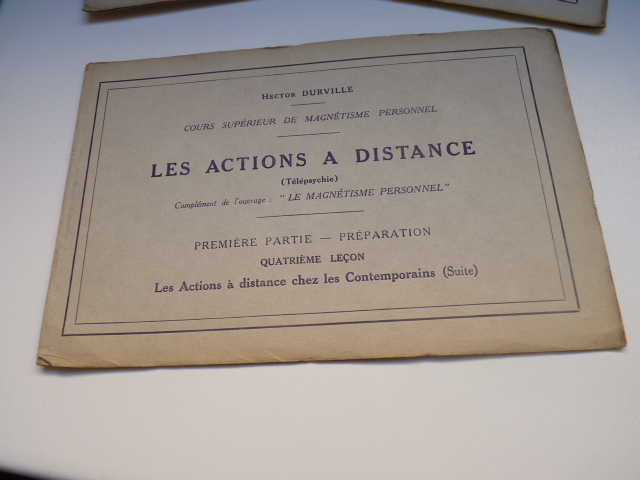 Hector DURVILLE
COURS SUPÉRIEUR DE MAGNÉTISME PERSONNEL
LES ACTIONS A DISTANCE
(Télépsychie)
Complément de l'ouvrage : " LE MAGNÉTISME PERSONNEL "
PREMIÈRE PARTIE — PRÉPARATION
QUATRIÈME LEÇON
Les Actions à distance chez les Contemporains (Suite)